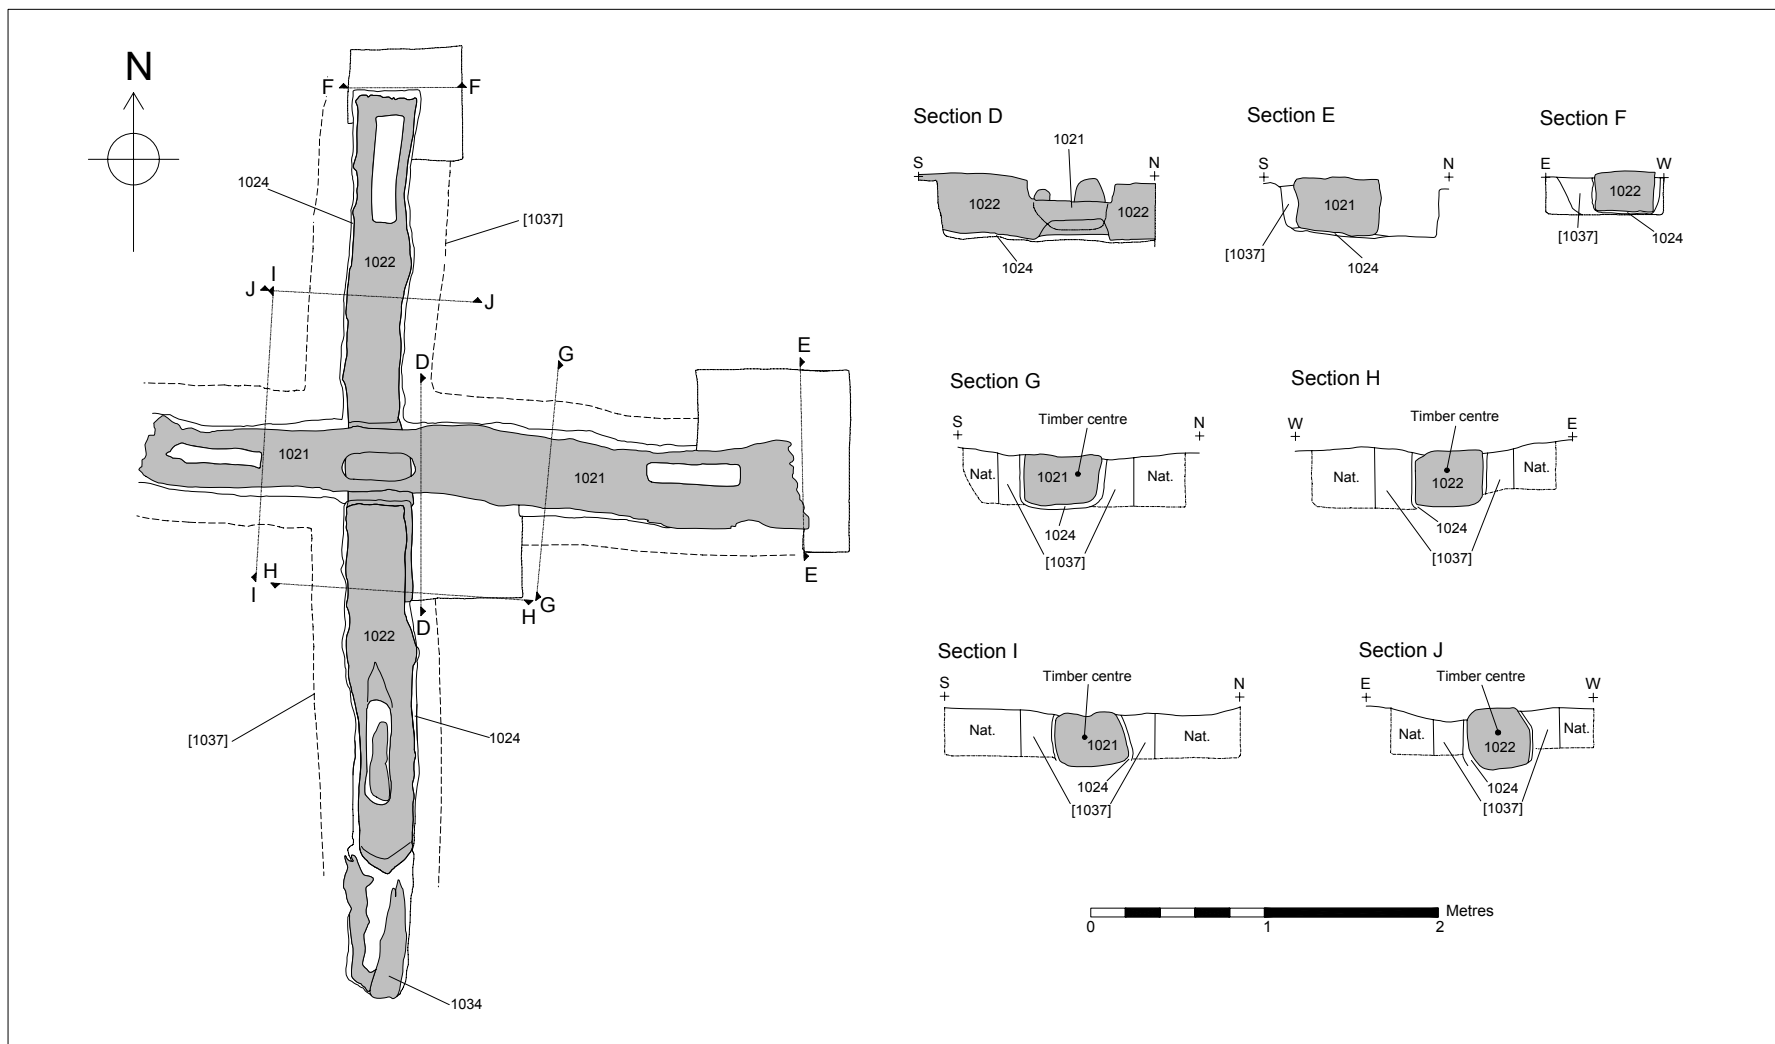 N
F F
1024
[1037]
1022
I
J J
D
G
E
1021
1021
H
I
H G
D
E
1022
[1037]
1024
1034
Section D
1021
S N
1022
1022
1024
Section E
S N
1021
[1037]
1024
Section F
E W
1022
[1037]
1024
Section G
Timber centre
S N
Nat. 1021 Nat.
1024
[1037]
Section H
Timber centre
W E
Nat. 1022 Nat.
1024
[1037]
Section I
Timber centre
S N
Nat. 1021 Nat.
1024
[1037]
Section J
Timber centre
E W
Nat. 1022 Nat.
1024
[1037]
Metres
0 1 2